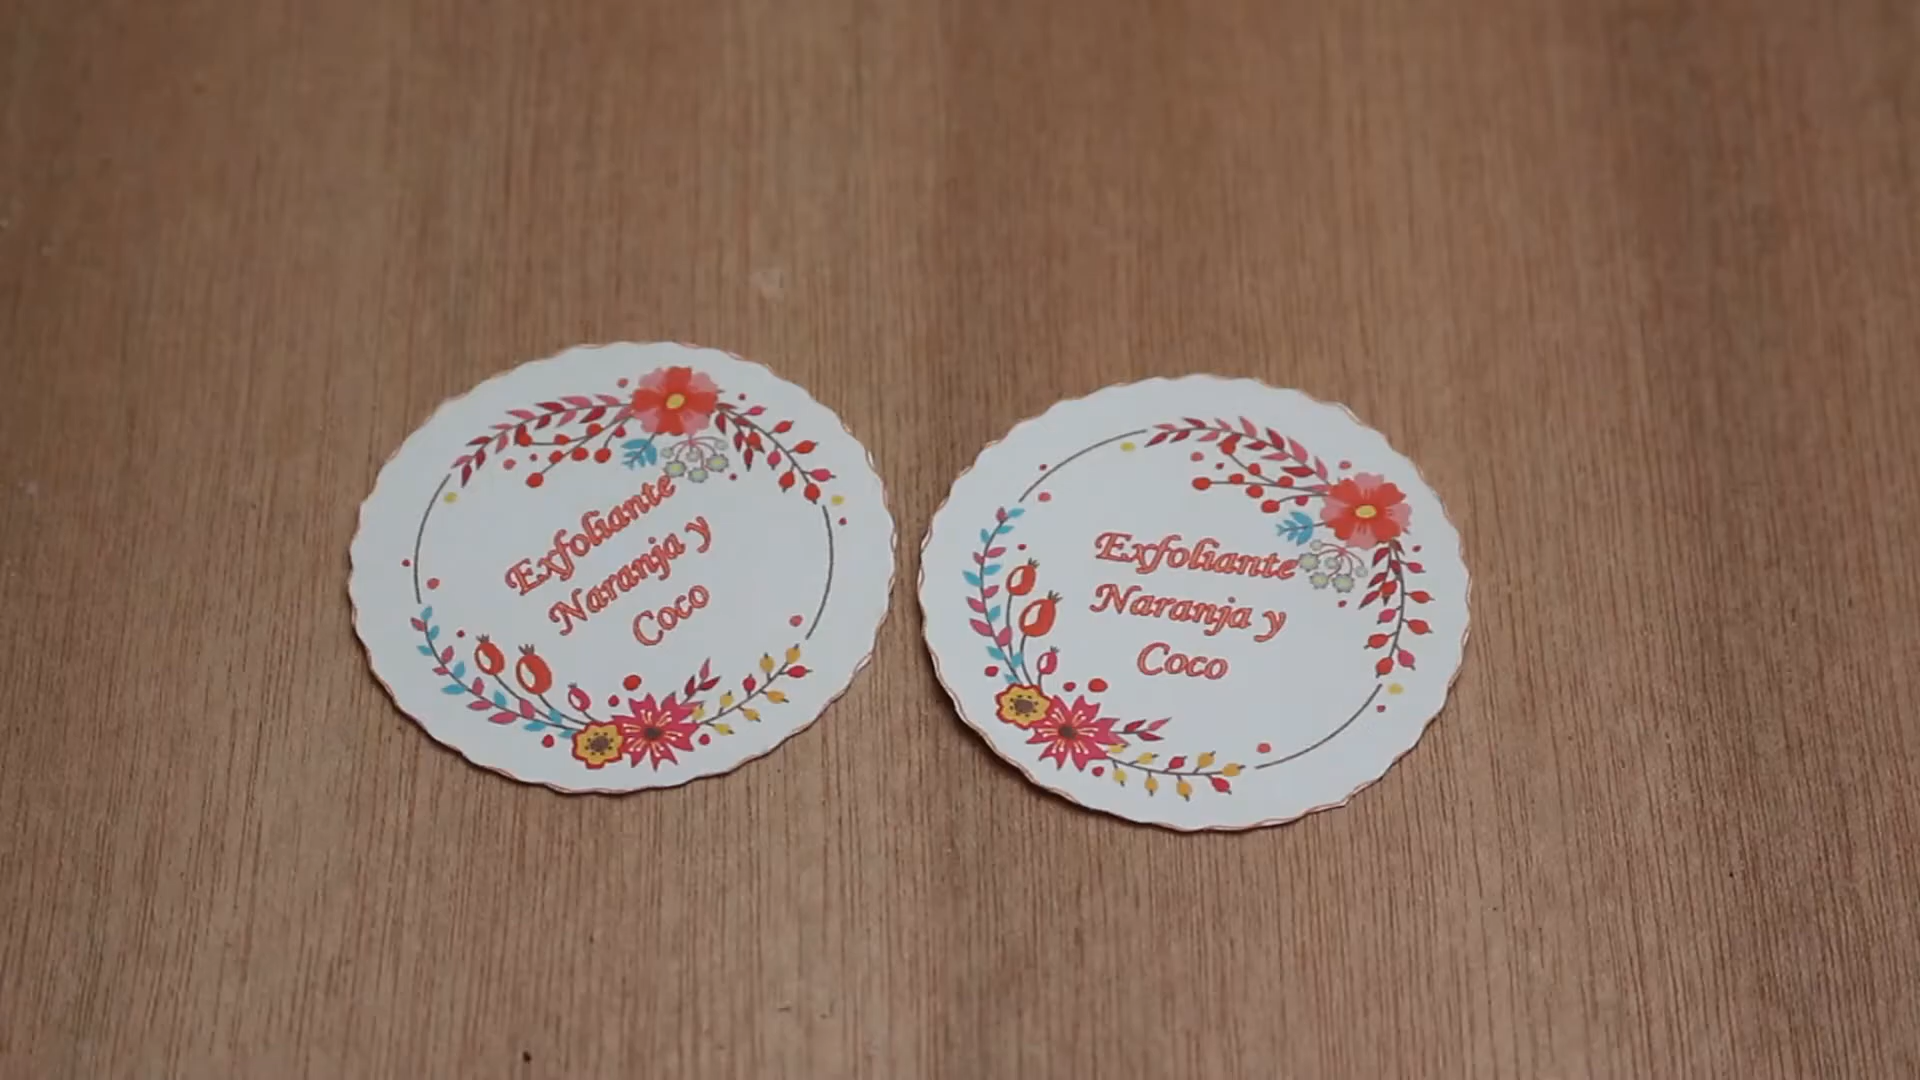 Exfoliante
Naranja y
Coco
Exfoliante
Naranja y
Coco